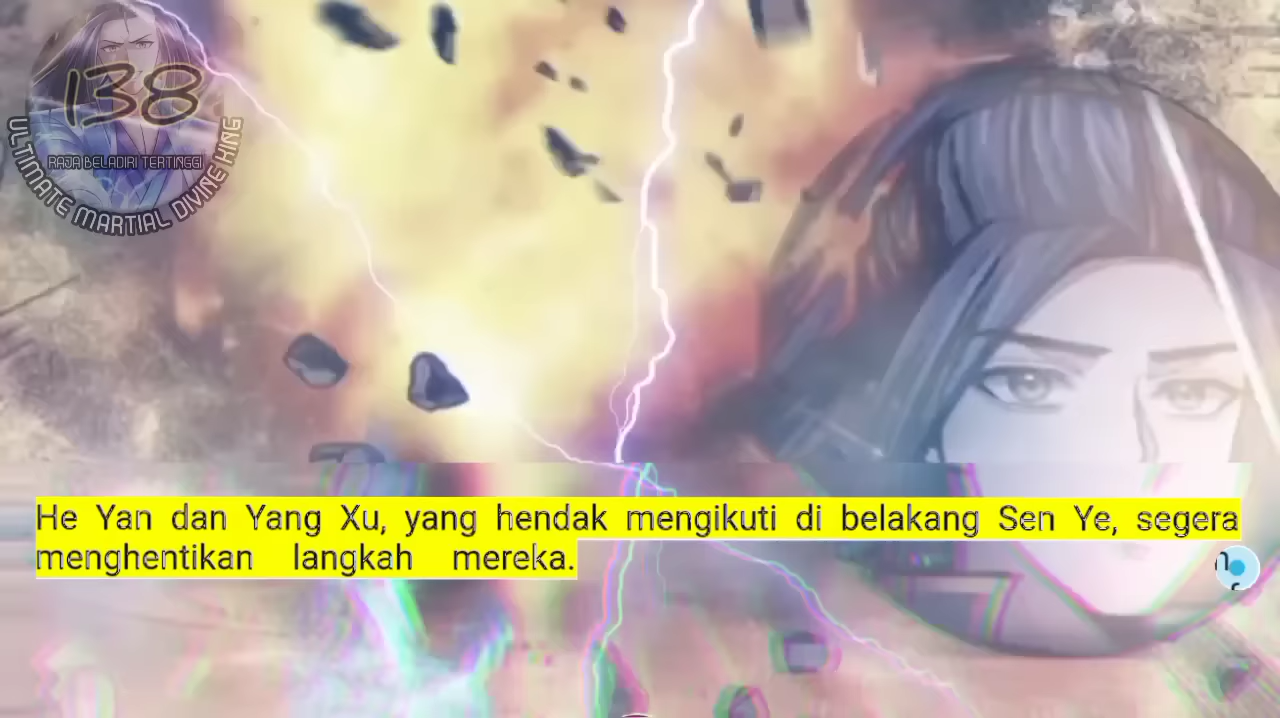 138
RAJA BELADIRI TERTINGGI
ULTIMATE MARTIAL DIVINE KING
He Yan dan Yang Xu, yang hendak mengikuti di belakang Sen Ye, segera
menghentikan langkah mereka.